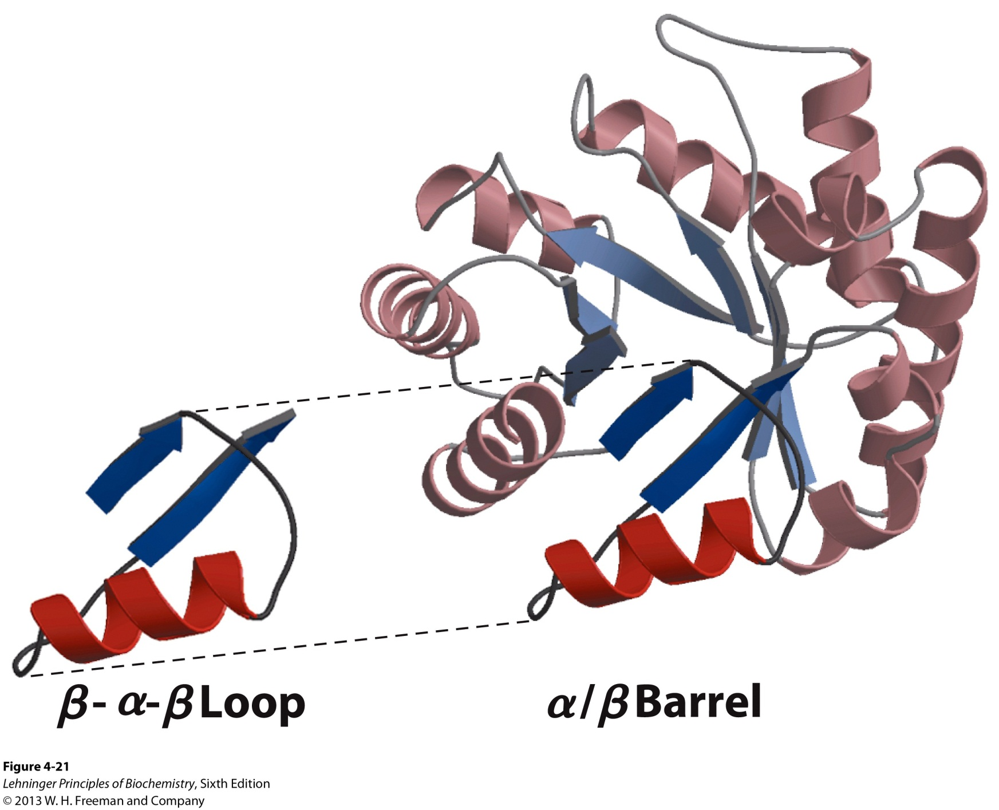 β-α-β Loop
α/β Barrel
Figure 4-21
Lehninger Principles of Biochemistry, Sixth Edition
© 2013 W. H. Freeman and Company